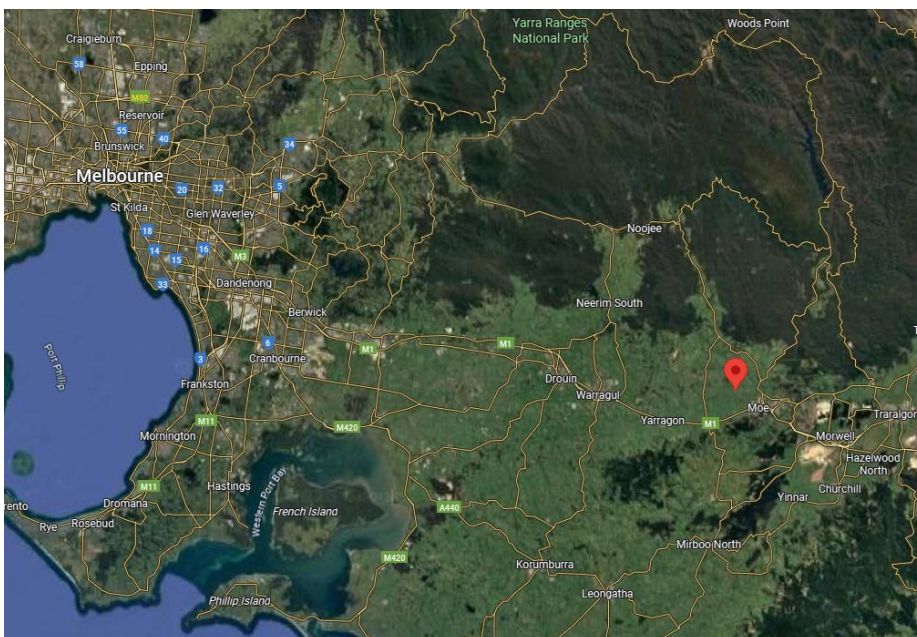 Yarra Ranges
National Park
Woods Point
Craigieburn
58
Epping
M80
Reservoir
55
40
Brunswick
34
Melbourne
20
32
5
St Kilda
Glen Waverley
18
14
16
15
M3
Noojee
33
Dandenong
Neerim South
Berwick
Port Phillip
6
M1
M1
3
Cranbourne
Drouin
Frankston
Warragul
Moe
M11
M420
Yarragon
M1
Traralgon
Mornington
Morwell
Hazelwood
North
M11
Hastings
Western Port Bay
Churchill
Yinnar
rento
Dromana
French Island
A440
Rye
Rosebud
Mirboo North
M420
Korumburra
Phillip Island
Leongatha